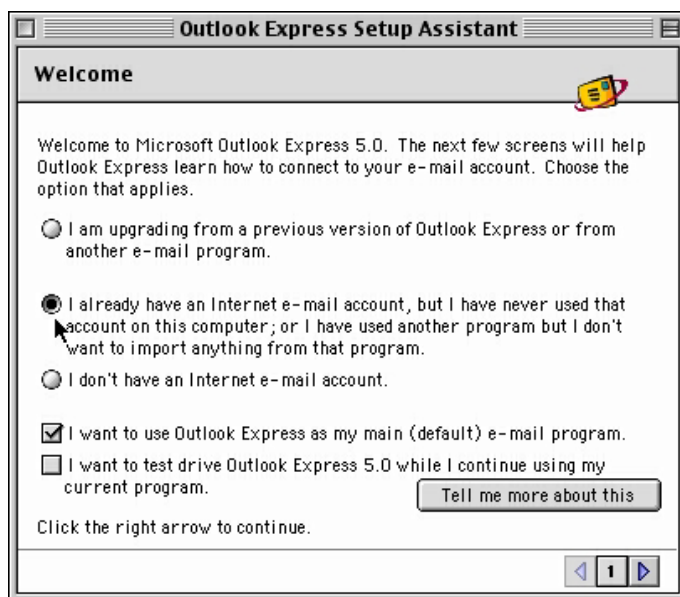 Outlook Express Setup Assistant
Welcome
Welcome to Microsoft Outlook Express 5.0. The next few screens will help
Outlook Express learn how to connect to your e-mail account. Choose the
option that applies.
I am upgrading from a previous version of Outlook Express or from
another e-mail program.
I already have an Internet e-mail account, but I have never used that
account on this computer; or I have used another program but I don't
want to import anything from that program.
I don't have an Internet e-mail account.
I want to use Outlook Express as my main (default) e-mail program.
I want to test drive Outlook Express 5.0 while I continue using my
current program.
Tell me more about this
Click the right arrow to continue.
1